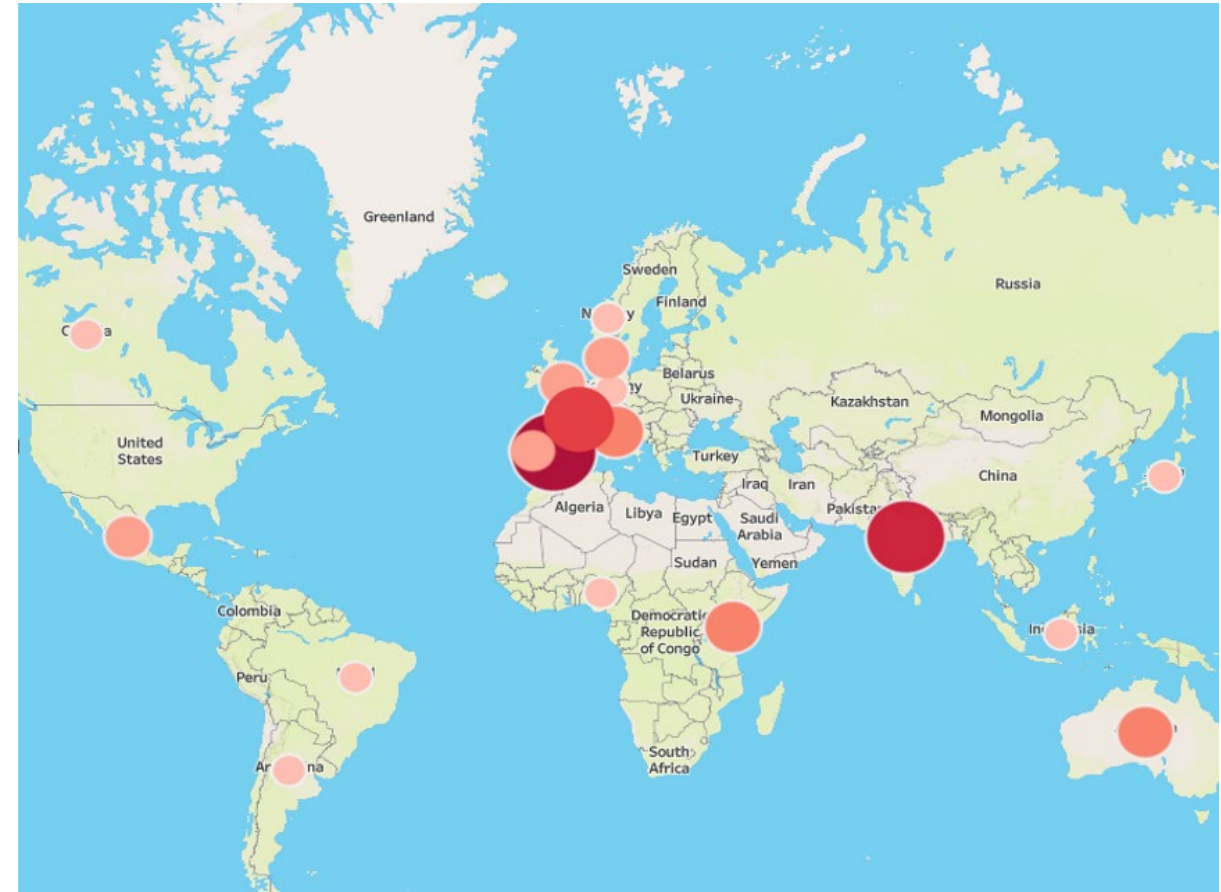 Greenland
Sweden
Finland
Russia
Belarus
Ukraine
Kazakhstan
Mongolia
United
States
Turkey
China
Iraq
Iran
Algeria
Libya
Egypt
Saudi
Arabia
Sudan
Yemen
Colombia
Democratic
Republic
of Congo
Peru
South
Africa